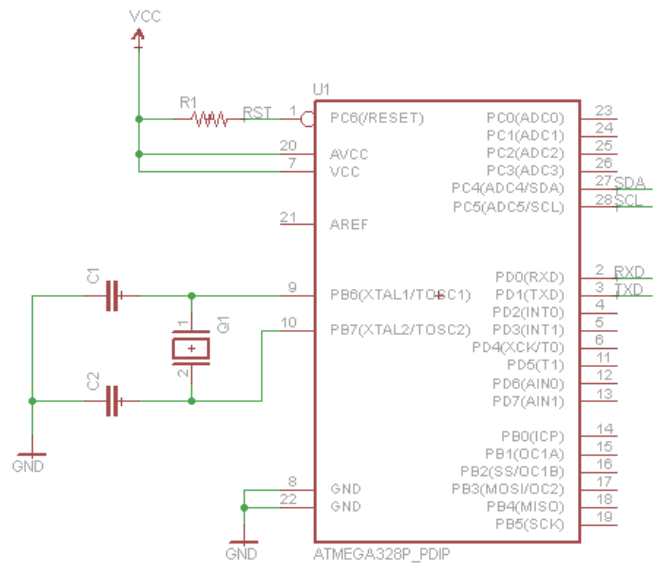 VCC
U1
R1
RST
1
PC6(/RESET)
PC0(ADC0)
23
PC1(ADC1)
24
20
AVCC
PC2(ADC2)
25
7
VCC
PC3(ADC3)
26
PC4(ADC4/SDA)
27
SDA
PC5(ADC5/SCL)
28
SCL
21
AREF
C1
PD0(RXD)
2
RXD
9
PB6(XTAL1/TOSC1)
PD1(TXD)
3
TXD
PD2(INT0)
4
1
Q1
10
PB7(XTAL2/TOSC2)
PD3(INT1)
5
PD4(XCK/T0)
6
2
PD5(T1)
11
C2
PD6(AIN0)
12
PD7(AIN1)
13
PB0(ICP)
14
GND
PB1(OC1A)
15
PB2(SS/OC1B)
16
8
GND
PB3(MOSI/OC2)
17
22
GND
PB4(MISO)
18
PB5(SCK)
19
GND
ATMEGA328P_PDIP